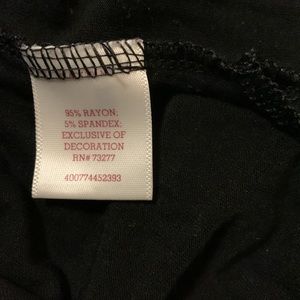 95% RAYON;
5% SPANDEX;
EXCLUSIVE OF
DECORATION
RN# 73277
400774452393